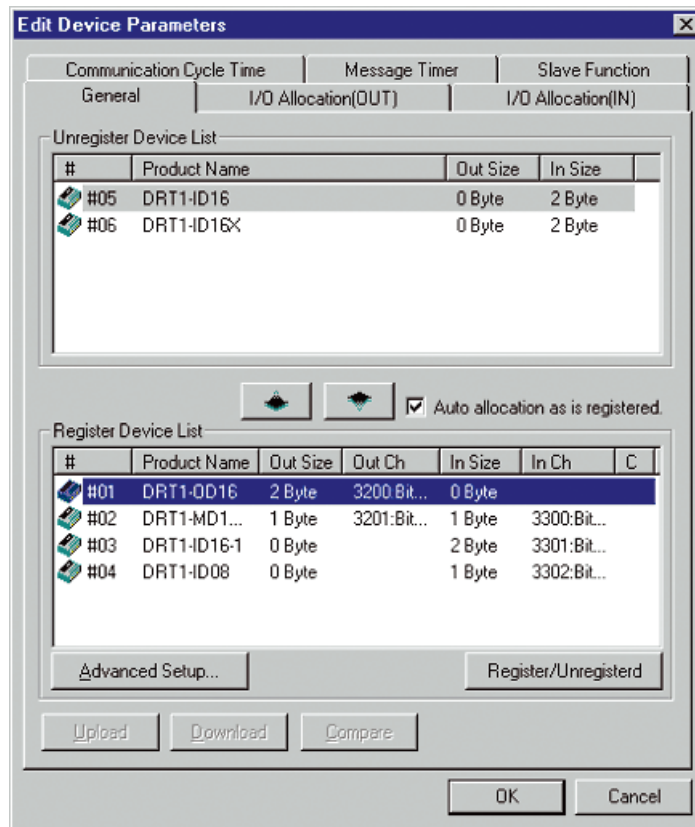 Edit Device Parameters
Communication Cycle Time Message Timer Slave Function
General I/O Allocation(OUT) I/O Allocation(IN)
Unregister Device List
# Product Name Out Size In Size
#05 DRT1-ID16 0 Byte 2 Byte
#06 DRT1-ID16X 0 Byte 2 Byte
Auto allocation as is registered.
Register Device List
# Product Name Out Size Out Ch In Size In Ch C
#01 DRT1-OD16 2 Byte 3200:Bit... 0 Byte
#02 DRT1-MD1... 1 Byte 3201:Bit... 1 Byte 3300:Bit...
#03 DRT1-ID16-1 0 Byte 2 Byte 3301:Bit...
#04 DRT1-ID08 0 Byte 1 Byte 3302:Bit...
Advanced Setup... Register/Unregisterd
Upload Download Compare
OK Cancel